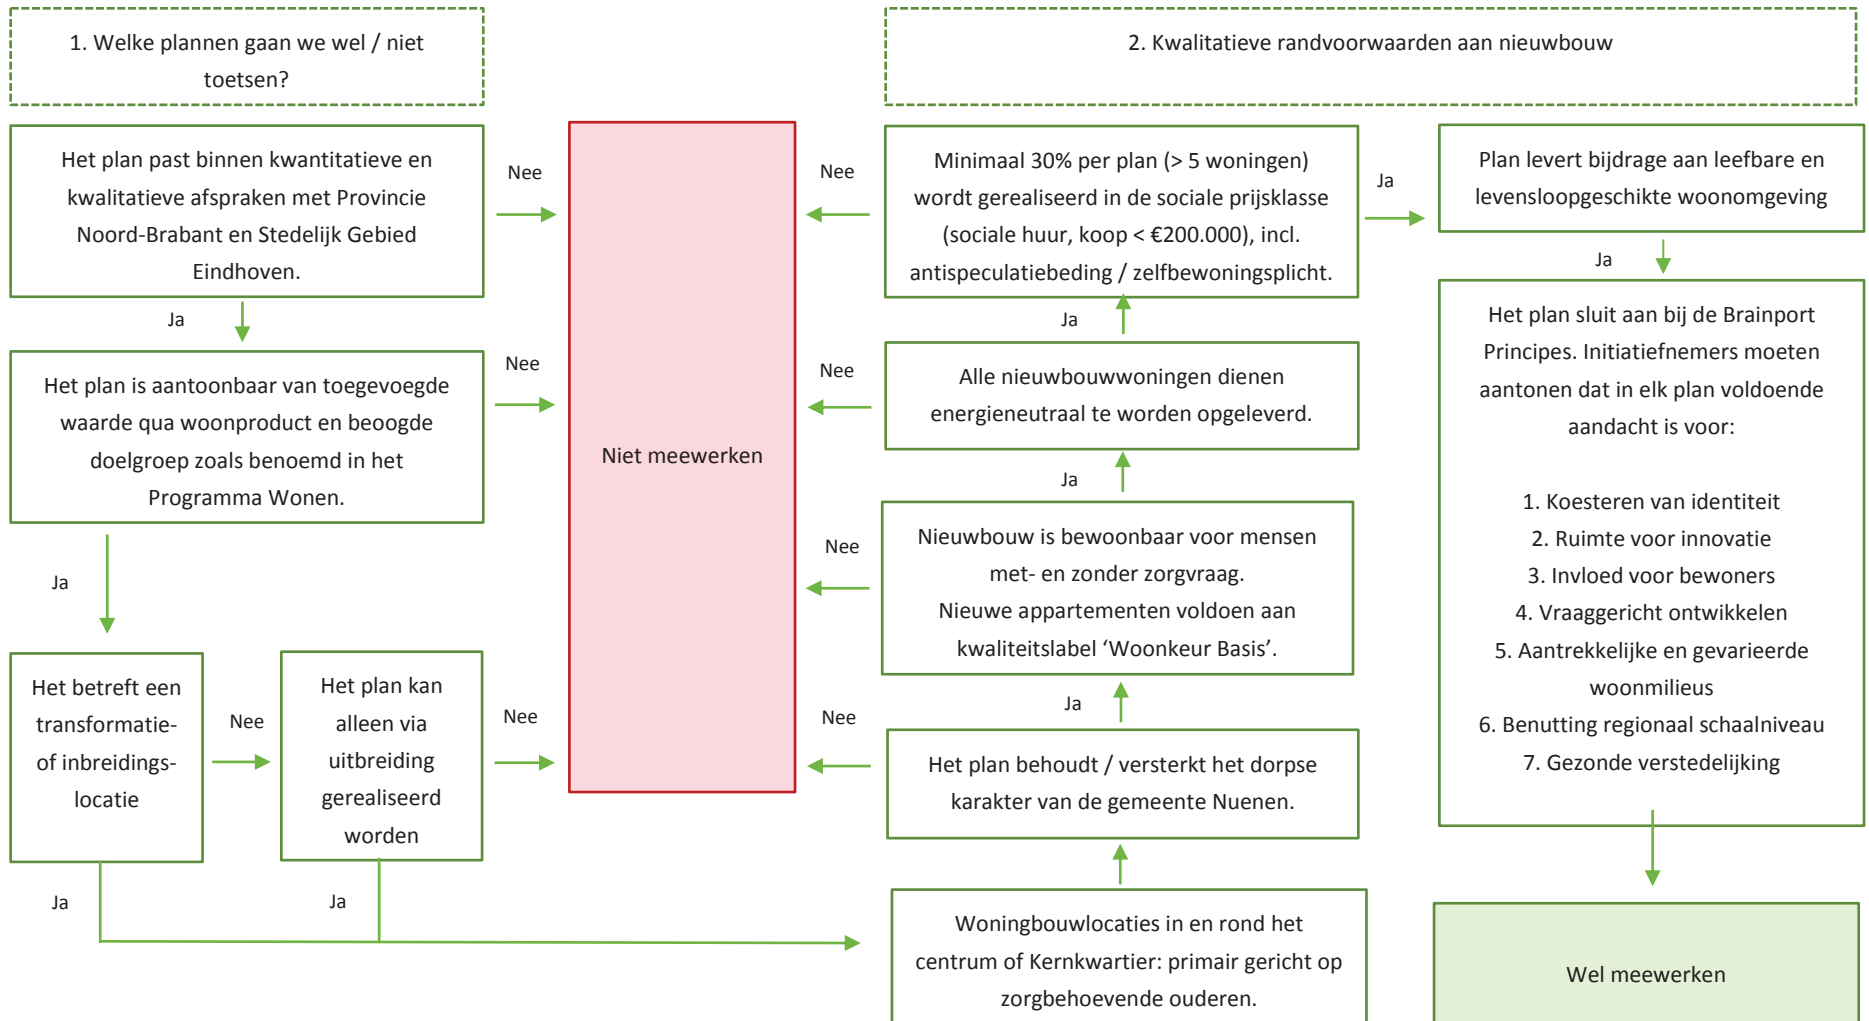 1. Welke plannen gaan we wel / niet
toetsen?
Het plan past binnen kwantitatieve en
kwalitatieve afspraken met Provincie
Noord-Brabant en Stedelijk Gebied
Eindhoven.
Nee
Ja
Het plan is aantoonbaar van toegevoegde
waarde qua woonproduct en beoogde
doelgroep zoals benoemd in het
Programma Wonen.
Nee
Ja
Het betreft een
transformatie-
of inbreidings-
locatie
Nee
Ja
Het plan kan
alleen via
uitbreiding
gerealiseerd
worden
Nee
Ja
Niet meewerken
2. Kwalitatieve randvoorwaarden aan nieuwbouw
Nee
Minimaal 30% per plan (> 5 woningen)
wordt gerealiseerd in de sociale prijsklasse
(sociale huur, koop < €200.000), incl.
antispeculatiebeding / zelfbewoningsplicht.
Ja
Ja
Nee
Alle nieuwbouwwoningen dienen
energieneutraal te worden opgeleverd.
Ja
Nee
Nieuwbouw is bewoonbaar voor mensen
met- en zonder zorgvraag.
Nieuwe appartementen voldoen aan
kwaliteitslabel ‘Woonkeur Basis’.
Ja
Nee
Het plan behoudt / versterkt het dorpse
karakter van de gemeente Nuenen.
Woningbouwlocaties in en rond het
centrum of Kernkwartier: primair gericht op
zorgbehoevende ouderen.
Plan levert bijdrage aan leefbare en
levensloopgeschikte woonomgeving
Ja
Het plan sluit aan bij de Brainport
Principes. Initiatiefnemers moeten
aantonen dat in elk plan voldoende
aandacht is voor:
1. Koesteren van identiteit
2. Ruimte voor innovatie
3. Invloed voor bewoners
4. Vraaggericht ontwikkelen
5. Aantrekkelijke en gevarieerde
woonmilieus
6. Benutting regionaal schaalniveau
7. Gezonde verstedelijking
Wel meewerken